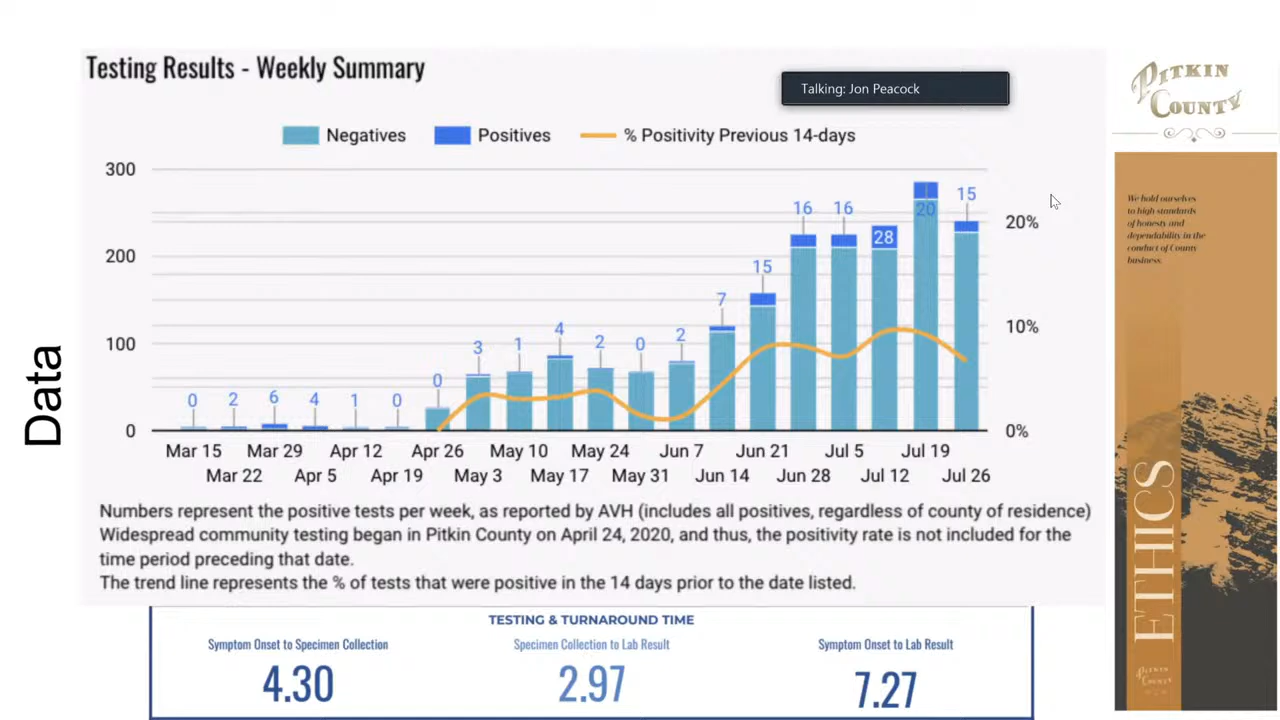 Testing Results - Weekly Summary
Talking: Jon Peacock
Negatives
Positives
% Positivity Previous 14-days
300
200
100
0
20%
10%
0%
0
2
6
4
1
0
0
3
1
4
2
0
2
7
15
16
16
28
20
15
Mar 15
Mar 22
Mar 29
Apr 5
Apr 12
Apr 19
Apr 26
May 3
May 10
May 17
May 24
May 31
Jun 7
Jun 14
Jun 21
Jun 28
Jul 5
Jul 12
Jul 19
Jul 26
Numbers represent the positive tests per week, as reported by AVH (includes all positives, regardless of county of residence)
Widespread community testing began in Pitkin County on April 24, 2020, and thus, the positivity rate is not included for the
time period preceding that date.
The trend line represents the % of tests that were positive in the 14 days prior to the date listed.
Data
TESTING & TURNAROUND TIME
Symptom Onset to Specimen Collection
4.30
Specimen Collection to Lab Result
2.97
Symptom Onset to Lab Result
7.27
PITKIN
COUNTY
We hold ourselves
to high standards
of honesty and
dependability in the
conduct of County
business.
ETHICS
PITKIN
COUNTY